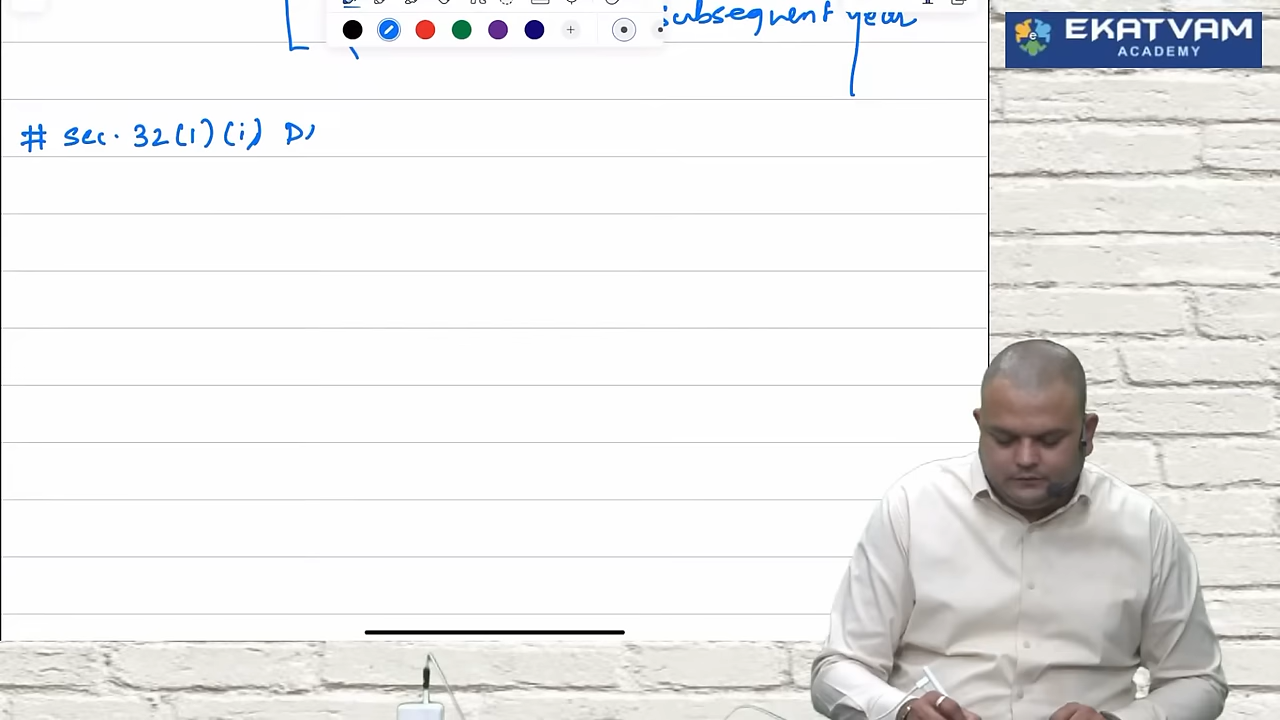 subsequent year
EKATVAM
ACADEMY
# sec. 32(1)(i)